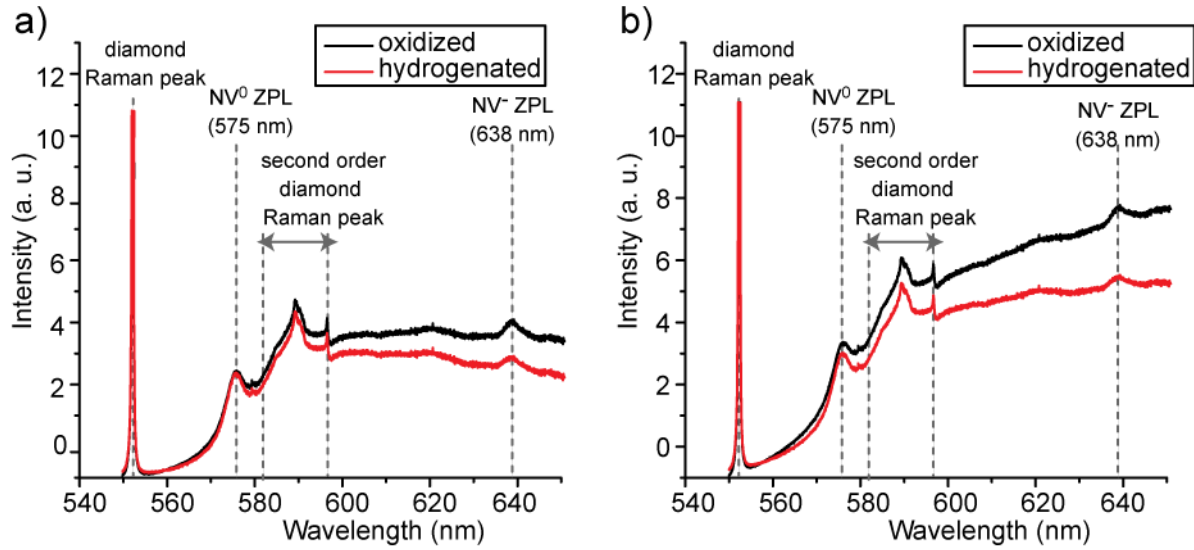 a)
oxidized
hydrogenated
diamond
Raman peak
NV⁰ ZPL
(575 nm)
second order
diamond
Raman peak
NV⁻ ZPL
(638 nm)
Intensity (a. u.)
12
10
8
6
4
2
0
540 560 580 600 620 640
Wavelength (nm)
b)
oxidized
hydrogenated
diamond
Raman peak
NV⁰ ZPL
(575 nm)
second order
diamond
Raman peak
NV⁻ ZPL
(638 nm)
Intensity (a. u.)
12
10
8
6
4
2
0
540 560 580 600 620 640
Wavelength (nm)